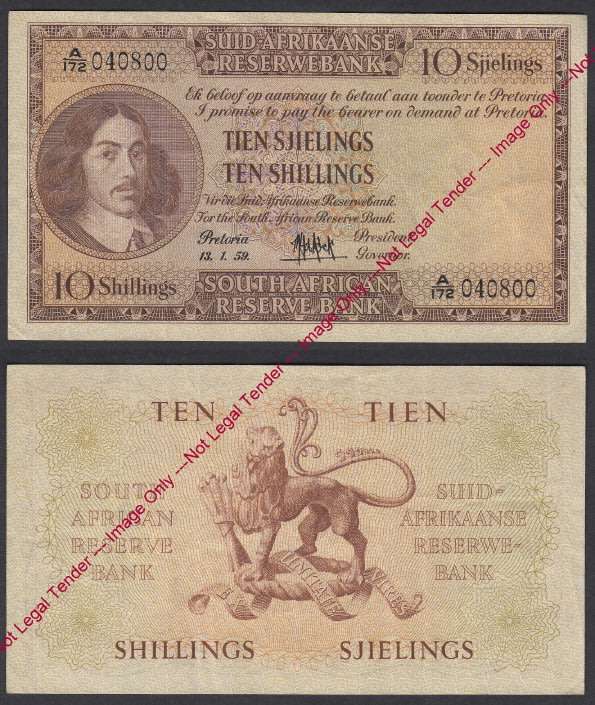 A/172 040800
SUID-AFRIKAANSE
RESERWEBANK
10 Sjielings
Ek beloof op aanvraag te betaal aan toonder te Pretoria.
I promise to pay the bearer on demand at Pretoria.
TIEN SJIELINGS
TEN SHILLINGS
Vir die Suid-Afrikaanse Reserwebank.
For the South African Reserve Bank.
Pretoria
13. 1. 59.
President
Governor.
10 Shillings
SOUTH AFRICAN
RESERVE BANK
A/172 040800
TEN TIEN
SOUTH
AFRICAN
RESERVE
BANK
SUID-
AFRIKAANSE
RESERWE-
BANK
SHILLINGS SJIELINGS
Not Legal Tender --- Image Only ---Not Legal Tender --- Image Only ---Not Legal Tender --- Image Only ---Not